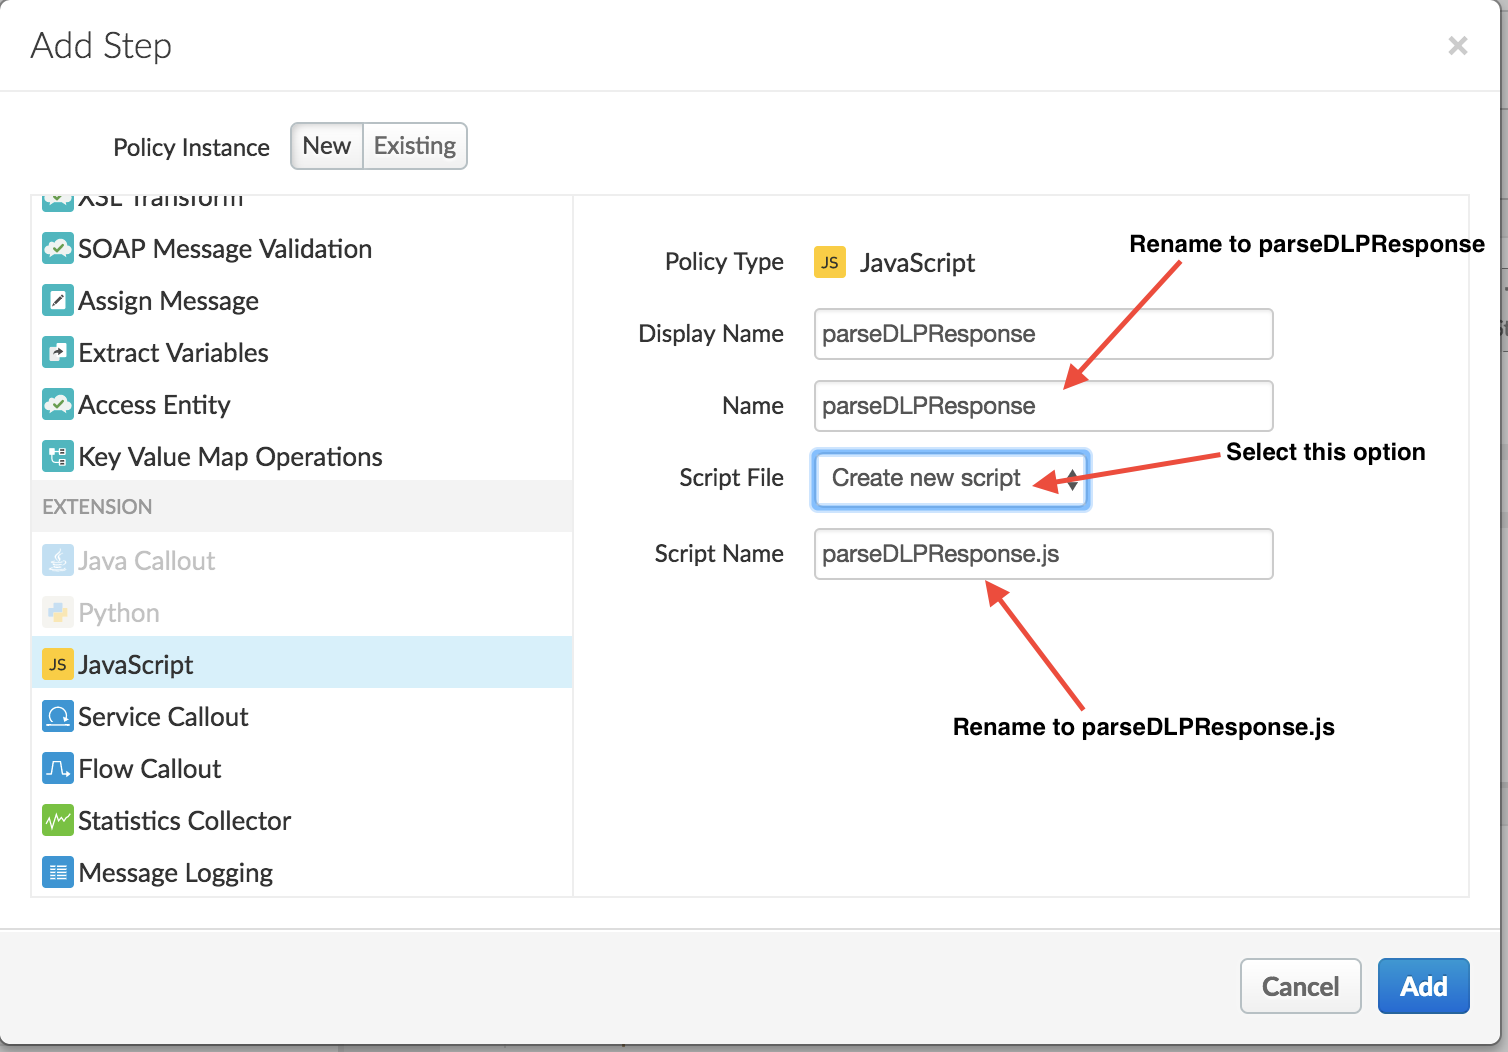 Add Step
×
Policy Instance New Existing
XSL Transform
SOAP Message Validation
Assign Message
Extract Variables
Access Entity
Key Value Map Operations
EXTENSION
Java Callout
Python
JS JavaScript
Service Callout
Flow Callout
Statistics Collector
Message Logging
Rename to parseDLPResponse
Policy Type JS JavaScript
Display Name parseDLPResponse
Name parseDLPResponse
Select this option
Script File Create new script
Script Name parseDLPResponse.js
Rename to parseDLPResponse.js
Cancel Add